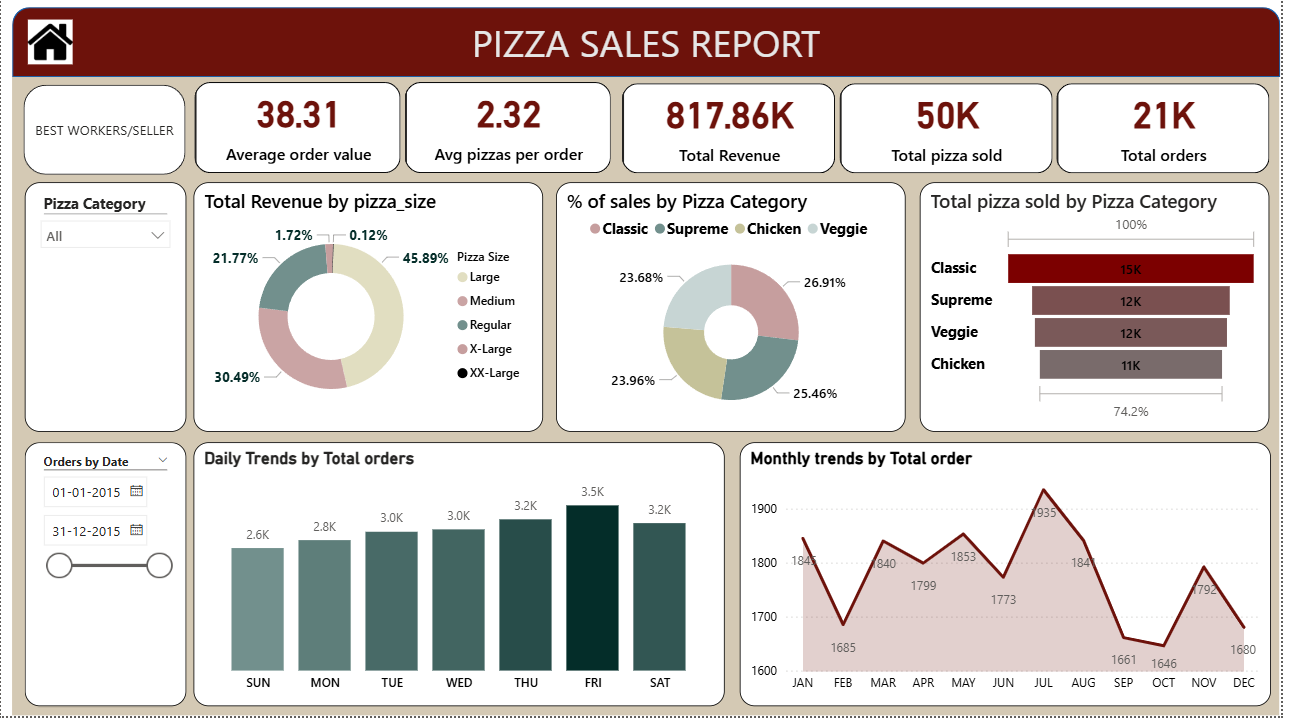 PIZZA SALES REPORT
BEST WORKERS/SELLER
38.31
Average order value
2.32
Avg pizzas per order
817.86K
Total Revenue
50K
Total pizza sold
21K
Total orders
Pizza Category
All
Total Revenue by pizza_size
1.72%
0.12%
21.77%
45.89%
30.49%
Pizza Size
Large
Medium
Regular
X-Large
XX-Large
% of sales by Pizza Category
Classic Supreme Chicken Veggie
23.68%
26.91%
23.96%
25.46%
Total pizza sold by Pizza Category
100%
Classic 15K
Supreme 12K
Veggie 12K
Chicken 11K
74.2%
Orders by Date
01-01-2015
31-12-2015
Daily Trends by Total orders
2.6K 2.8K 3.0K 3.0K 3.2K 3.5K 3.2K
SUN MON TUE WED THU FRI SAT
Monthly trends by Total order
1900
1800
1700
1600
1845 1685 1840 1799 1853 1773 1935 1841 1661 1646 1792 1680
JAN FEB MAR APR MAY JUN JUL AUG SEP OCT NOV DEC